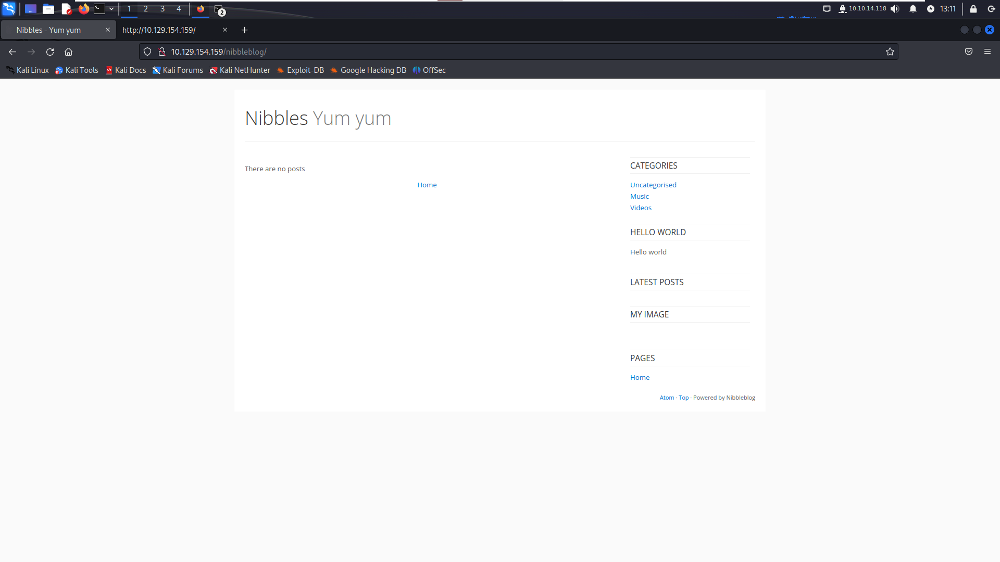 1 2 3 4 2 10.10.14.118 13:11
Nibbles - Yum yum
http://10.129.154.159/
10.129.154.159/nibbleblog/
Kali Linux Kali Tools Kali Docs Kali Forums Kali NetHunter Exploit-DB Google Hacking DB OffSec
Nibbles Yum yum
There are no posts
Home
CATEGORIES
Uncategorised
Music
Videos
HELLO WORLD
Hello world
LATEST POSTS
MY IMAGE
PAGES
Home
Atom · Top · Powered by Nibbleblog